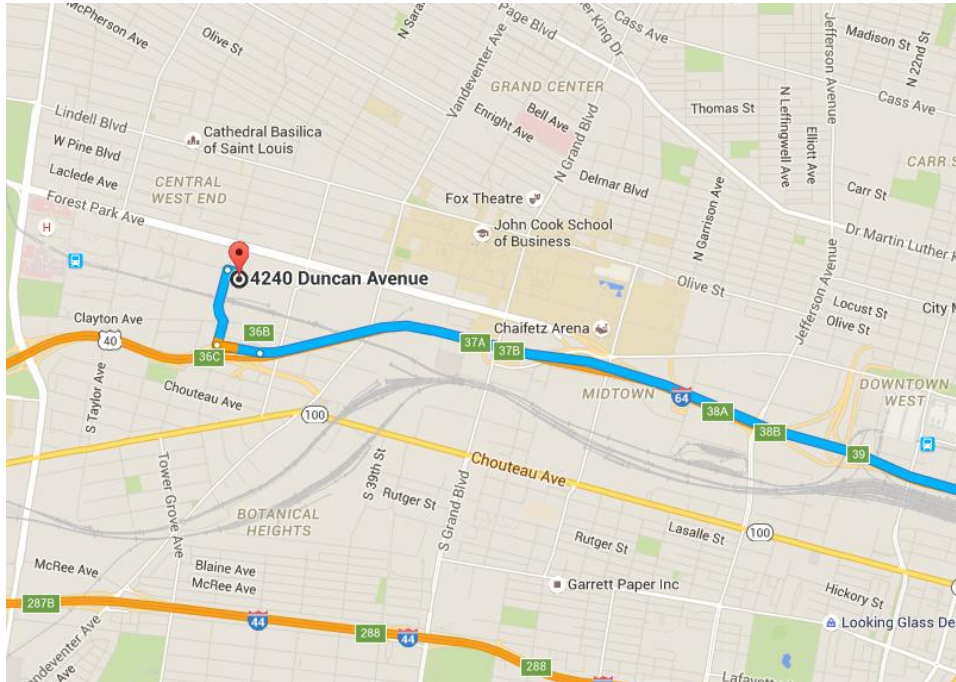 McPherson Ave
Olive St
N Sara
Vandeventer Ave
Page Blvd
er King Dr
Cass Ave
Jefferson Avenue
Madison St
N 22nd St
GRAND CENTER
Bell Ave
Enright Ave
N Grand Blvd
Thomas St
N Leffingwell Ave
Elliott Ave
Cass Ave
Lindell Blvd
Cathedral Basilica
of Saint Louis
W Pine Blvd
Laclede Ave
CENTRAL
WEST END
Forest Park Ave
Fox Theatre
Delmar Blvd
N Garrison Ave
CARR S
Carr St
Dr Martin Luther K
John Cook School
of Business
H
4240 Duncan Avenue
Olive St
Jefferson Avenue
Locust St
Olive St
City M
Clayton Ave
40
36B
36C
37A
37B
Chaifetz Arena
MIDTOWN
64
38A
38B
39
DOWNTOWN
WEST
S Taylor Ave
Chouteau Ave
100
Tower Grove Ave
S 39th St
Chouteau Ave
S Grand Blvd
Rutger St
BOTANICAL
HEIGHTS
Lasalle St
100
Rutger St
McRee Ave
Blaine Ave
McRee Ave
Garrett Paper Inc
Hickory St
Looking Glass De
287B
44
288
44
288
andeventer Ave
Ave
Lafay